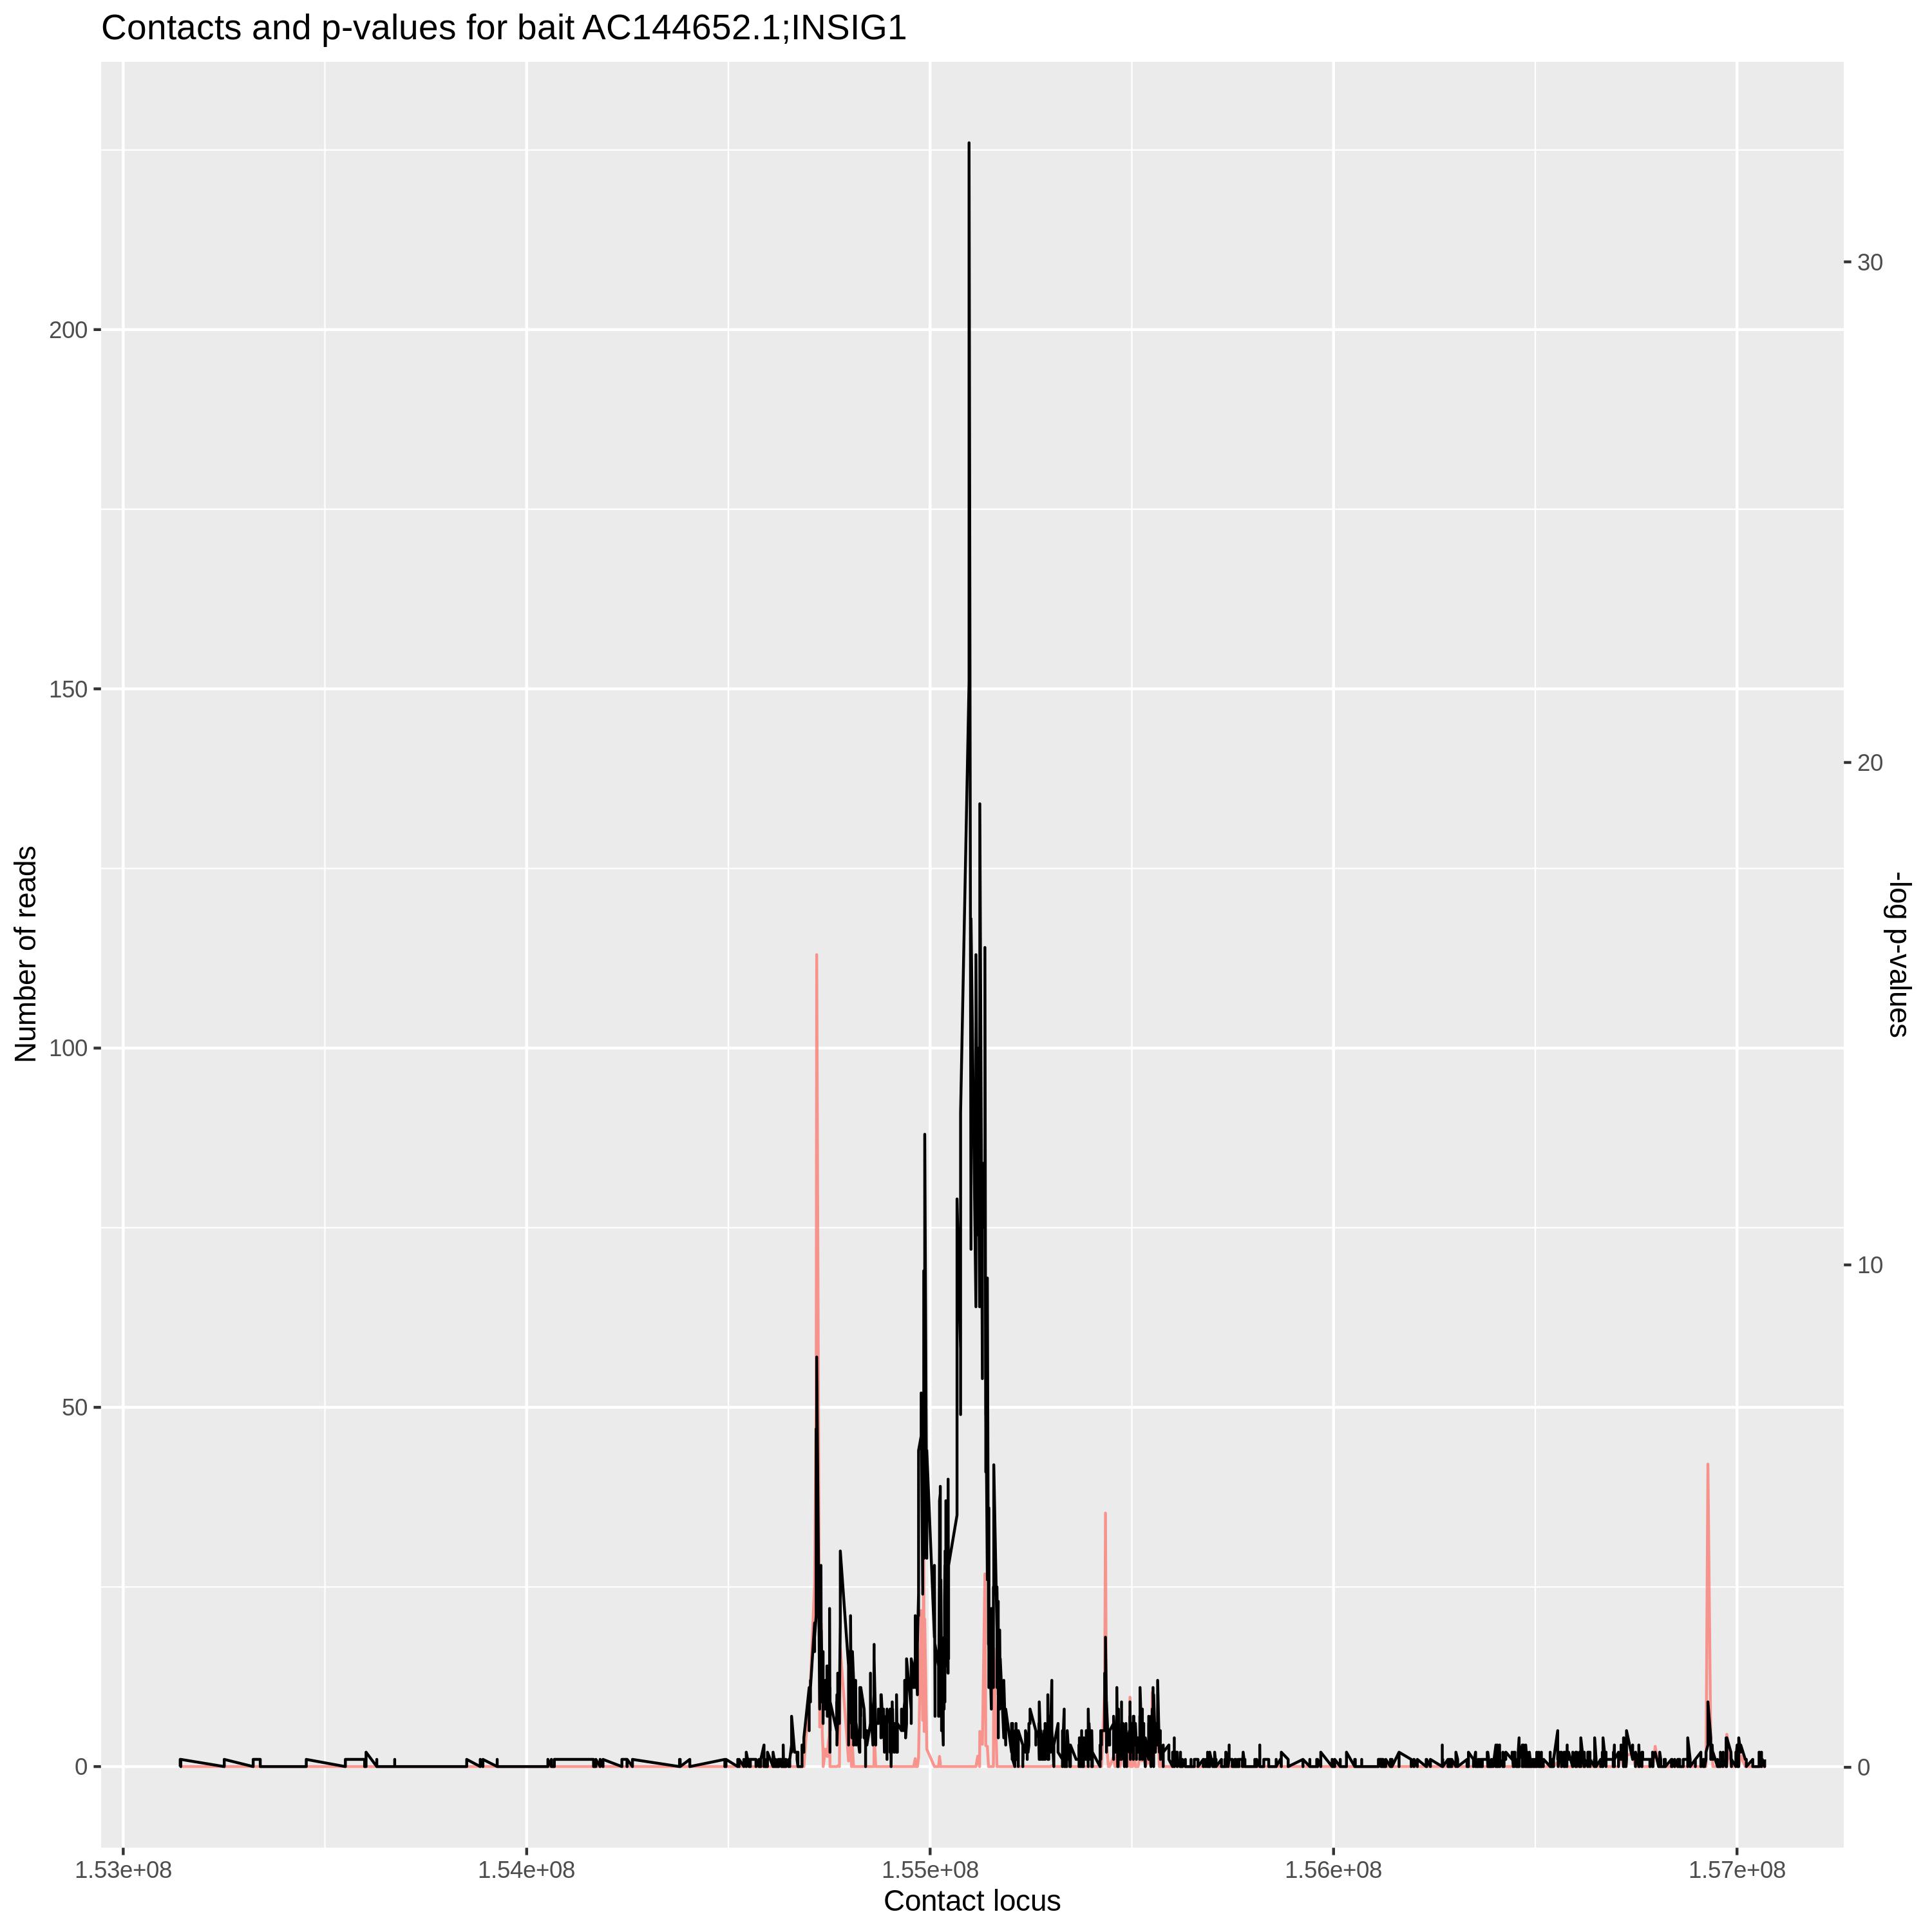 Contacts and p-values for bait AC144652.1;INSIG1
Number of reads
200
150
100
50
0
30
20
10
0
-log p-values
1.53e+08 1.54e+08 1.55e+08 1.56e+08 1.57e+08
Contact locus